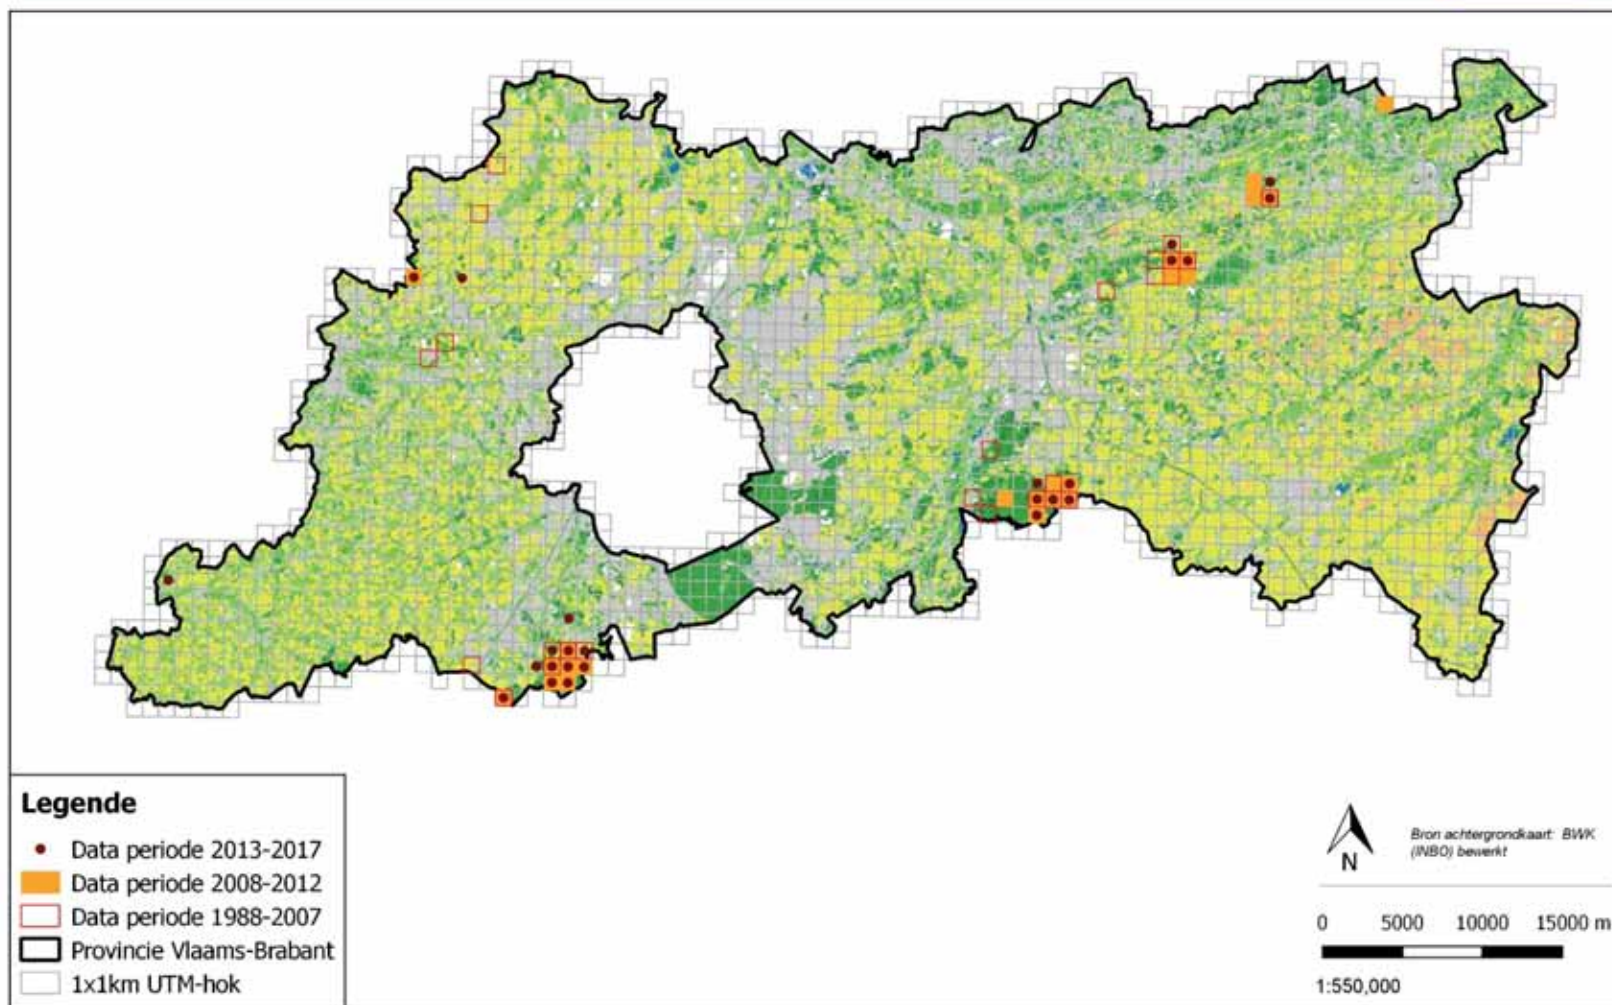 Legende
Data periode 2013-2017
Data periode 2008-2012
Data periode 1988-2007
Provincie Vlaams-Brabant
1x1km UTM-hok
N
Bron achtergrondkaart: BWK
(INBO) bewerkt
0 5000 10000 15000 m
1:550,000